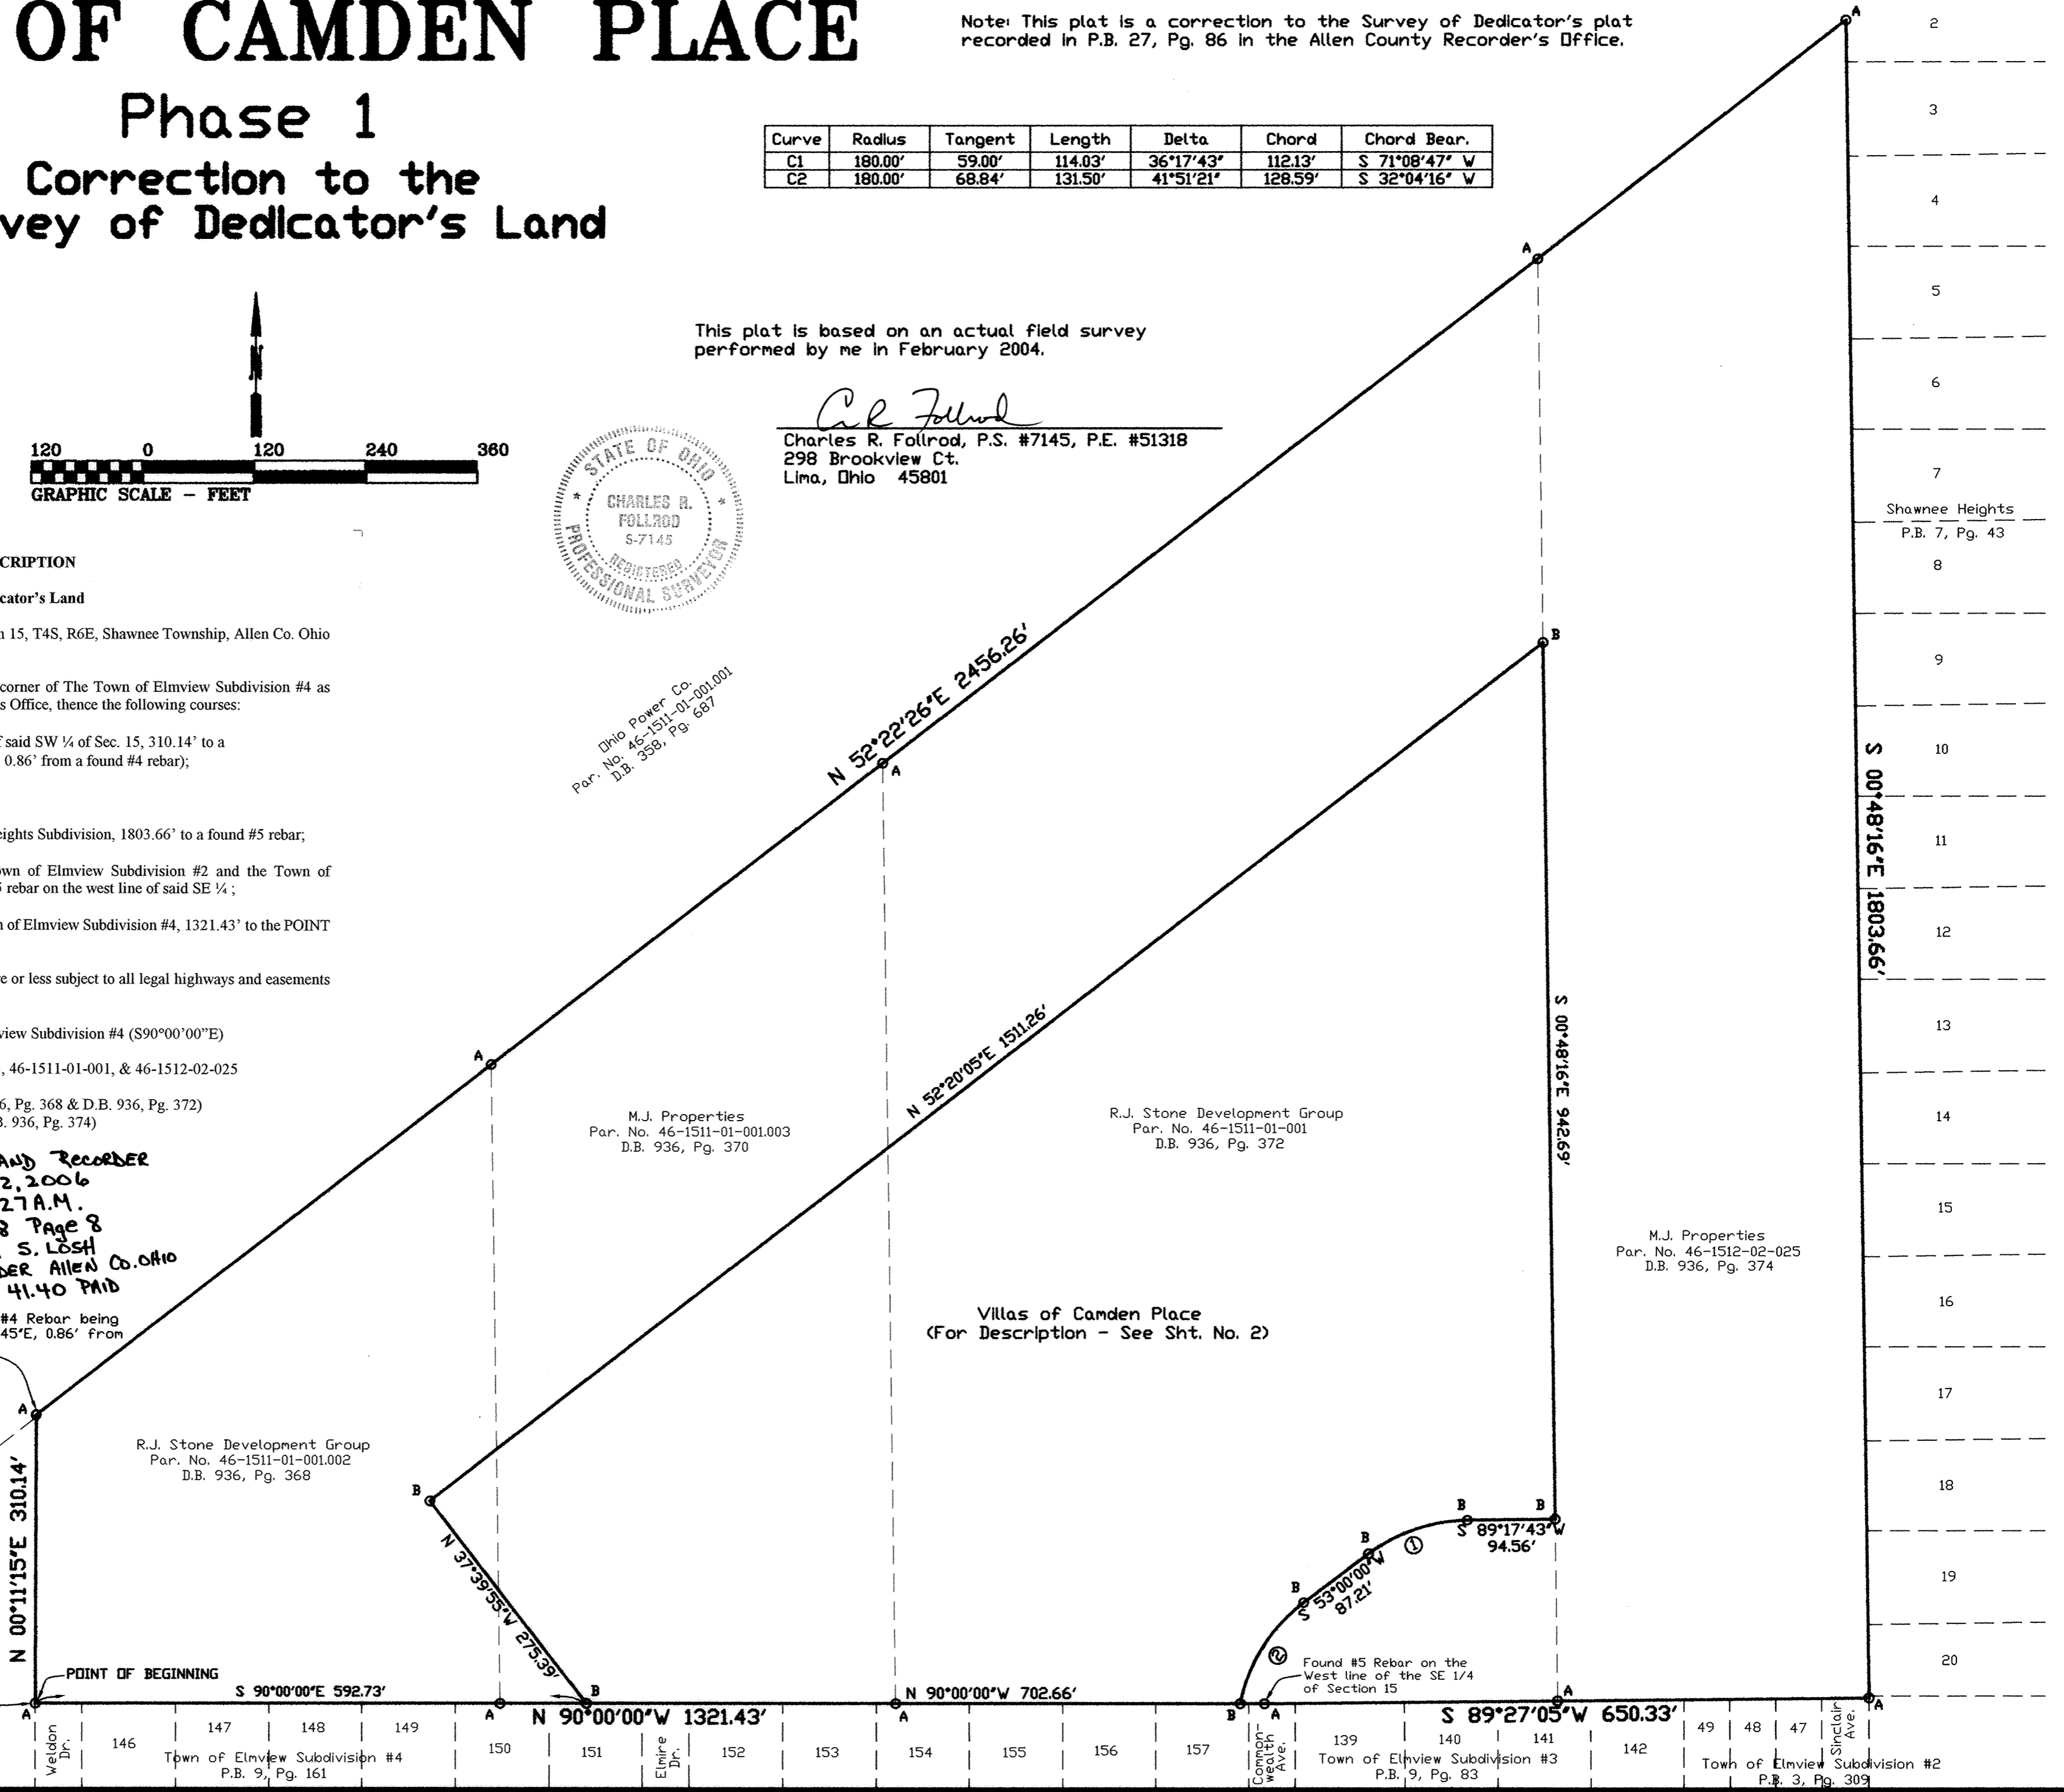 OF CAMDEN PLACE
Phase 1
Correction to the
vey of Dedicator's Land
Note: This plat is a correction to the Survey of Dedicator's plat
recorded in P.B. 27, Pg. 86 in the Allen County Recorder's Office.
Curve Radius Tangent Length Delta Chord Chord Bear.
C1 180.00' 59.00' 114.03' 36°17'43" 112.13' S 71°08'47" W
C2 180.00' 68.84' 131.50' 41°51'21" 128.59' S 32°04'16" W
This plat is based on an actual field survey
performed by me in February 2004.
C R Follrod
Charles R. Follrod, P.S. #7145, P.E. #51318
298 Brookview Ct.
Lima, Ohio 45801
STATE OF OHIO
CHARLES R.
FOLLROD
S-7145
REGISTERED
PROFESSIONAL SURVEYOR
N
120 0 120 240 360
GRAPHIC SCALE - FEET
CRIPTION
cator's Land
n 15, T4S, R6E, Shawnee Township, Allen Co. Ohio
corner of The Town of Elmview Subdivision #4 as
s Office, thence the following courses:
f said SW ¼ of Sec. 15, 310.14' to a
0.86' from a found #4 rebar);
eights Subdivision, 1803.66' to a found #5 rebar;
own of Elmview Subdivision #2 and the Town of
5 rebar on the west line of said SE ¼ ;
n of Elmview Subdivision #4, 1321.43' to the POINT
re or less subject to all legal highways and easements
view Subdivision #4 (S90°00'00"E)
, 46-1511-01-001, & 46-1512-02-025
6, Pg. 368 & D.B. 936, Pg. 372)
B. 936, Pg. 374)
AND RECORDER
2, 2006
27 A.M.
8 PAge 8
S. LOSH
DER AllEN CO. OHIO
41.40 PAID
#4 Rebar being
45"E, 0.86' from
Ohio Power Co.
Par. No. 46-1511-01-001.001
D.B. 358, Pg. 687
N 52°22'26"E 2456.26'
N 52°20'05"E 1511.26'
S 00°48'16"E 942.69'
S 00°48'16"E 1803.66'
M.J. Properties
Par. No. 46-1511-01-001.003
D.B. 936, Pg. 370
R.J. Stone Development Group
Par. No. 46-1511-01-001
D.B. 936, Pg. 372
M.J. Properties
Par. No. 46-1512-02-025
D.B. 936, Pg. 374
Villas of Camden Place
(For Description - See Sht. No. 2)
R.J. Stone Development Group
Par. No. 46-1511-01-001.002
D.B. 936, Pg. 368
N 00°11'15"E 310.14'
N 37°39'55"W 275.39'
S 89°17'43"W
94.56'
S 53°00'00"W
87.21'
1
2
Found #5 Rebar on the
West line of the SE 1/4
of Section 15
POINT OF BEGINNING
S 90°00'00"E 592.73'
N 90°00'00"W 702.66'
N 90°00'00"W 1321.43'
S 89°27'05"W 650.33'
A
A
A
A
A
A
A
A
A
A
A
B
B
B
B
B
B
B
B
2
3
4
5
6
7
Shawnee Heights
P.B. 7, Pg. 43
8
9
10
11
12
13
14
15
16
17
18
19
20
Weldon
Dr.
146
147
148
149
150
151
Elmire
Dr.
152
153
154
155
156
157
Common-
wealth
Ave.
139
140
141
142
49
48
47
Sinclair
Ave.
Town of Elmview Subdivision #4
P.B. 9, Pg. 161
Town of Elmview Subdivision #3
P.B. 9, Pg. 83
Town of Elmview Subdivision #2
P.B. 3, Pg. 309